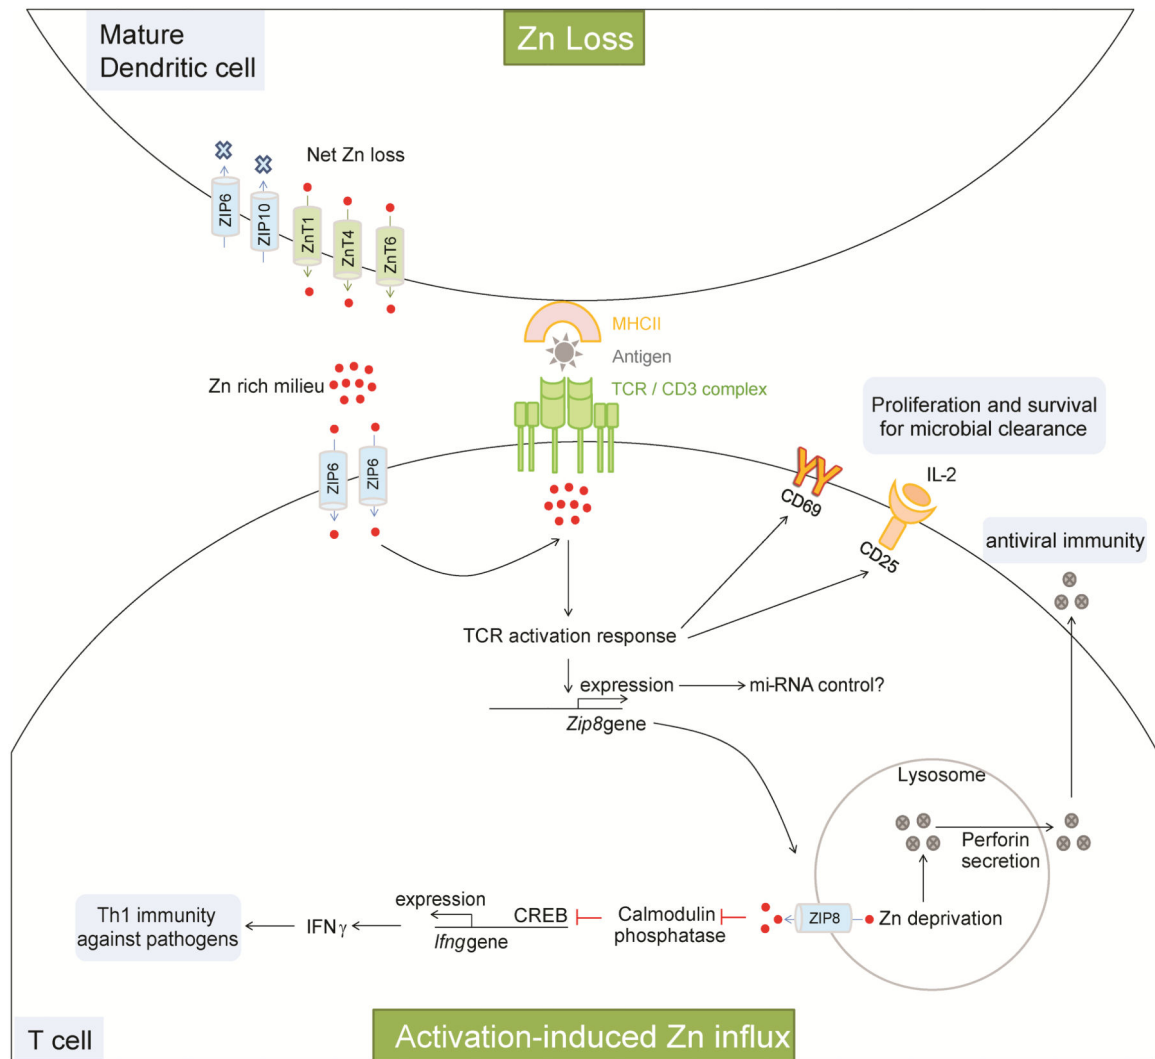 Mature
Dendritic cell
Zn Loss
Net Zn loss
ZIP6
ZIP10
ZnT1
ZnT4
ZnT6
MHCII
Antigen
TCR / CD3 complex
Zn rich milieu
ZIP6
ZIP6
Proliferation and survival
for microbial clearance
IL-2
CD69
CD25
antiviral immunity
TCR activation response
expression
mi-RNA control?
Zip8gene
Lysosome
Perforin
secretion
ZIP8
Zn deprivation
Calmodulin
phosphatase
CREB
expression
Ifnggene
IFNγ
Th1 immunity
against pathogens
T cell
Activation-induced Zn influx